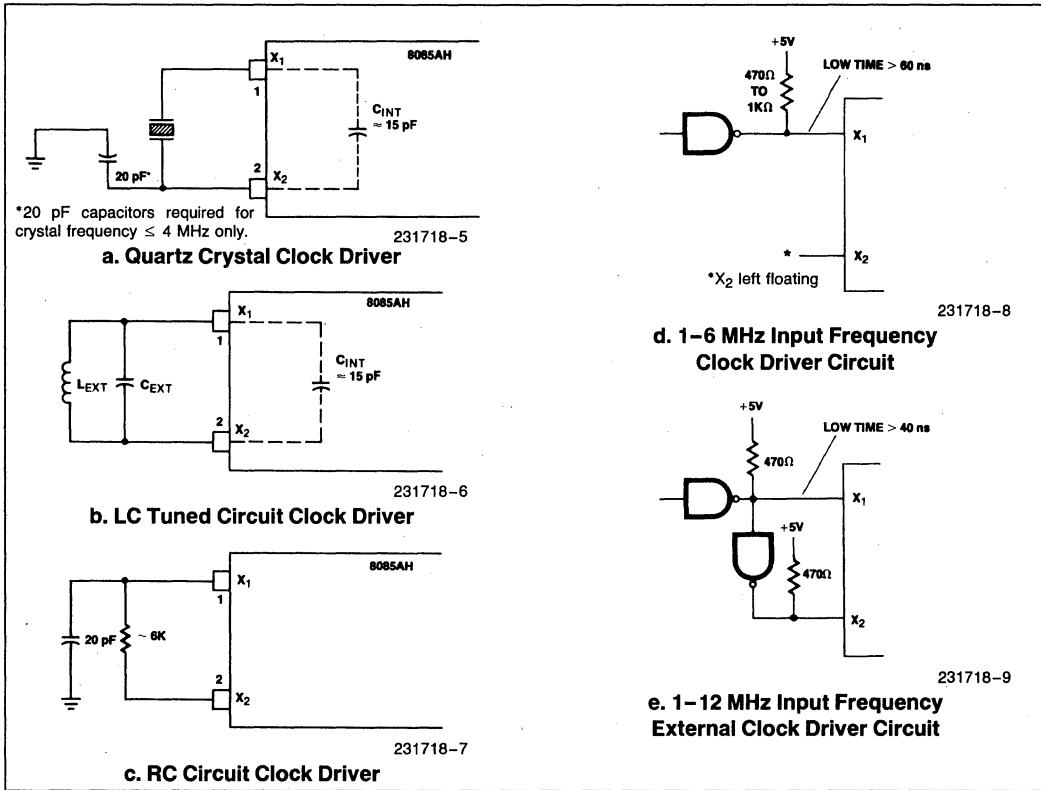 8085AH
X1
1
CINT
≈ 15 pF
20 pF*
2
X2
*20 pF capacitors required for
crystal frequency ≤ 4 MHz only.
231718-5
a. Quartz Crystal Clock Driver
8085AH
X1
1
CINT
≈ 15 pF
LEXT
CEXT
2
X2
231718-6
b. LC Tuned Circuit Clock Driver
8085AH
X1
1
20 pF
~ 6K
2
X2
231718-7
c. RC Circuit Clock Driver
+5V
470Ω
TO
1KΩ
LOW TIME > 60 ns
X1
*
X2
*X2 left floating
231718-8
d. 1-6 MHz Input Frequency
Clock Driver Circuit
+5V
LOW TIME > 40 ns
470Ω
X1
+5V
470Ω
X2
231718-9
e. 1-12 MHz Input Frequency
External Clock Driver Circuit